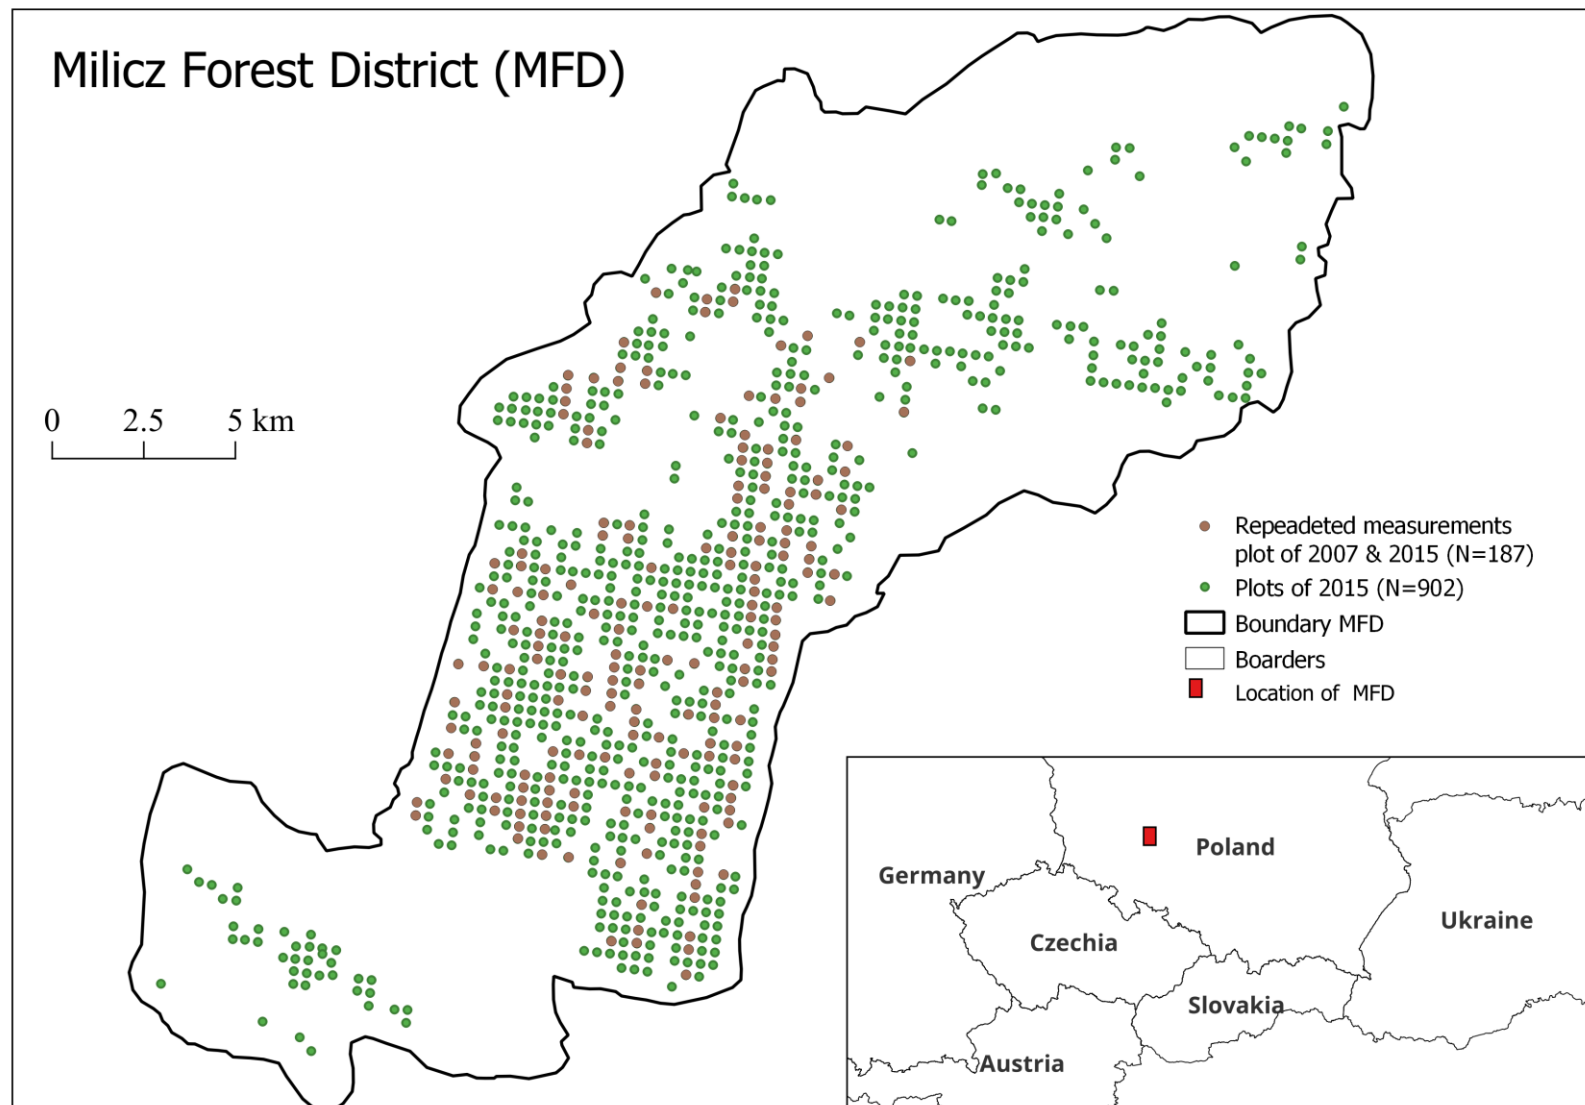 Milicz Forest District (MFD)
0 2.5 5 km
Repeadeted measurements
plot of 2007 & 2015 (N=187)
Plots of 2015 (N=902)
Boundary MFD
Boarders
Location of MFD
Poland
Germany
Ukraine
Czechia
Slovakia
Austria